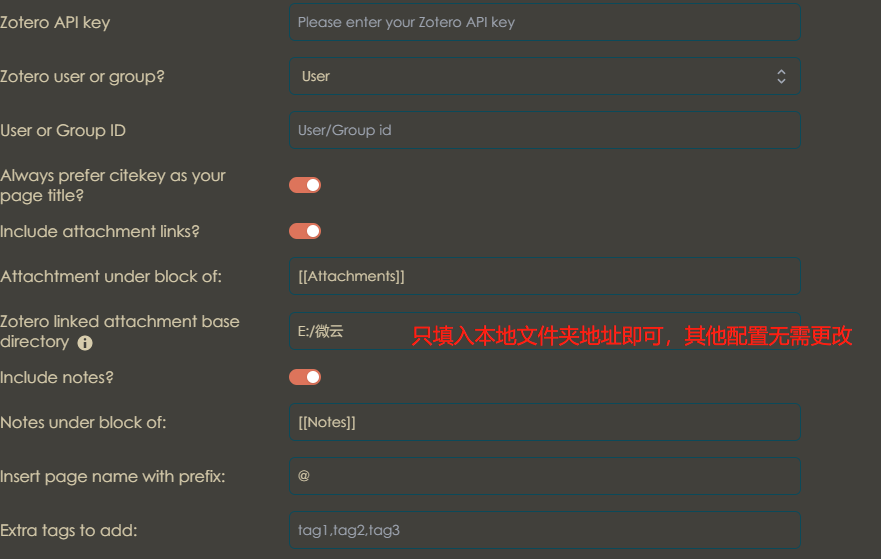 Zotero API key
Please enter your Zotero API key
Zotero user or group?
User
User or Group ID
User/Group id
Always prefer citekey as your
page title?
Include attachment links?
Attachtment under block of:
[[Attachments]]
Zotero linked attachment base
directory
E:/微云
只填入本地文件夹地址即可，其他配置无需更改
Include notes?
Notes under block of:
[[Notes]]
Insert page name with prefix:
@
Extra tags to add:
tag1,tag2,tag3